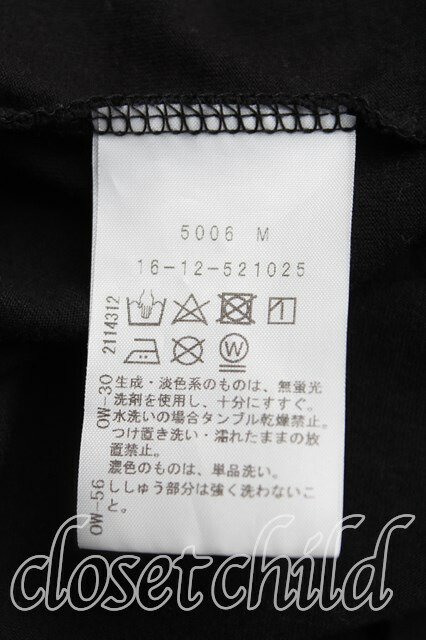 5006 M
16-12-521025
2114312
OW-30
生成・淡色系のものは、無蛍光
洗剤を使用し、十分にすすぐ。
水洗いの場合タンブル乾燥禁止。
つけ置き洗い・濡れたままの放
置禁止。
濃色のものは、単品洗い。
OW-56
ししゅう部分は強く洗わないこ
と。
closetchild